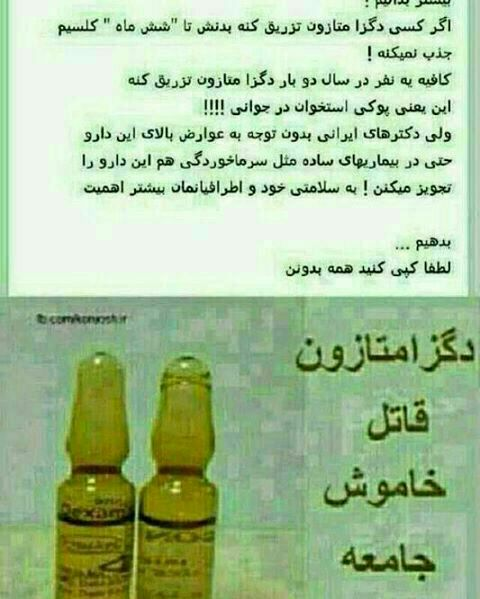 بیشتر بدانیم !
اگر کسی دگزا متازون تزریق کنه بدنش تا "شش ماه " کلسیم
جذب نمیکنه !
کافیه یه نفر در سال دو بار دگزا متازون تزریق کنه
این یعنی پوکی استخوان در جوانی !!!!
ولی دکترهای ایرانی بدون توجه به عوارض بالای این دارو
حتی در بیماریهای ساده مثل سرماخوردگی هم این دارو را
تجویز میکنن ! به سلامتی خود و اطرافیانمان بیشتر اهمیت
بدهیم ...
لطفا کپی کنید همه بدونن
دگزامتازون
قاتل
خاموش
جامعه
Dexam